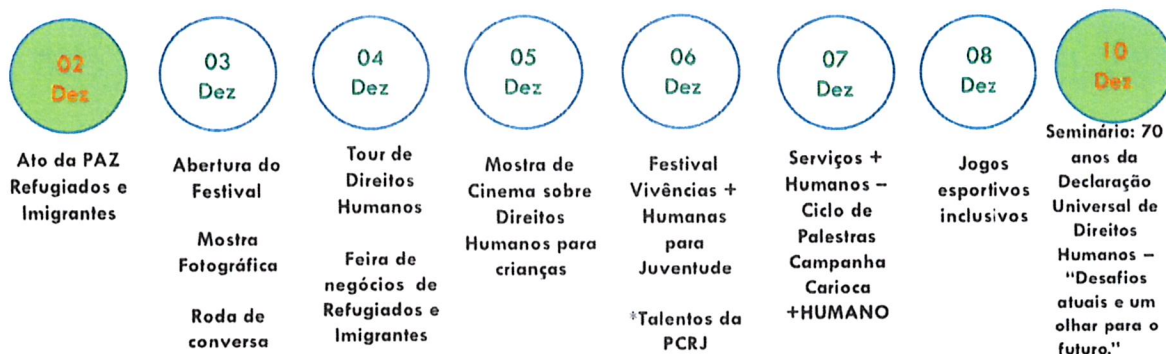 02
Dez
Ato da PAZ
Refugiados e
Imigrantes
03
Dez
Abertura do
Festival
Mostra
Fotográfica
Roda de
conversa
04
Dez
Tour de
Direitos
Humanos
Feira de
negócios de
Refugiados e
Imigrantes
05
Dez
Mostra de
Cinema sobre
Direitos
Humanos para
crianças
06
Dez
Festival
Vivências +
Humanas
para
Juventude
*Talentos da
PCRJ
07
Dez
Serviços +
Humanos –
Ciclo de
Palestras
Campanha
Carioca
+HUMANO
08
Dez
Jogos
esportivos
inclusivos
10
Dez
Seminário: 70
anos da
Declaração
Universal de
Direitos
Humanos –
"Desafios
atuais e um
olhar para o
futuro."